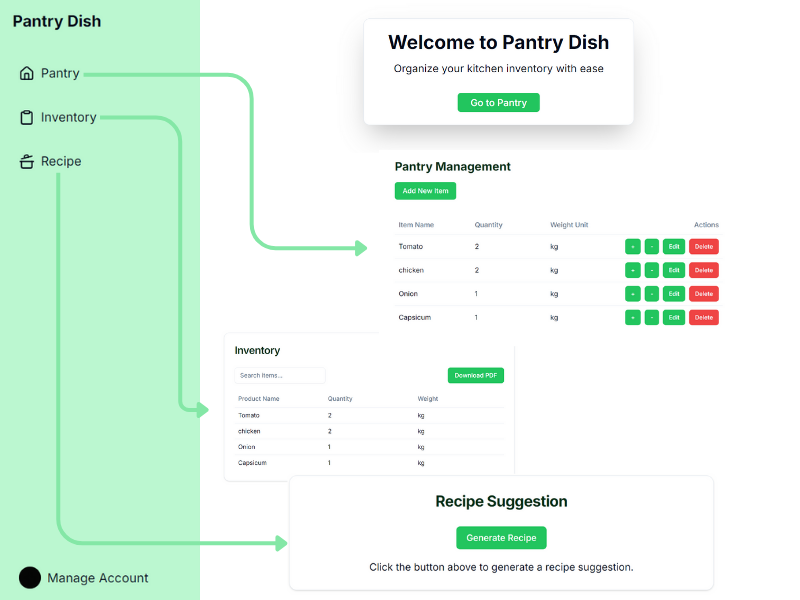 Pantry Dish
Pantry
Inventory
Recipe
Manage Account
Welcome to Pantry Dish
Organize your kitchen inventory with ease
Go to Pantry
Pantry Management
Add New Item
Item Name Quantity Weight Unit Actions
Tomato 2 kg + - Edit Delete
chicken 2 kg + - Edit Delete
Onion 1 kg + - Edit Delete
Capsicum 1 kg + - Edit Delete
Inventory
Search Items... Download PDF
Product Name Quantity Weight
Tomato 2 kg
chicken 2 kg
Onion 1 kg
Capsicum 1 kg
Recipe Suggestion
Generate Recipe
Click the button above to generate a recipe suggestion.